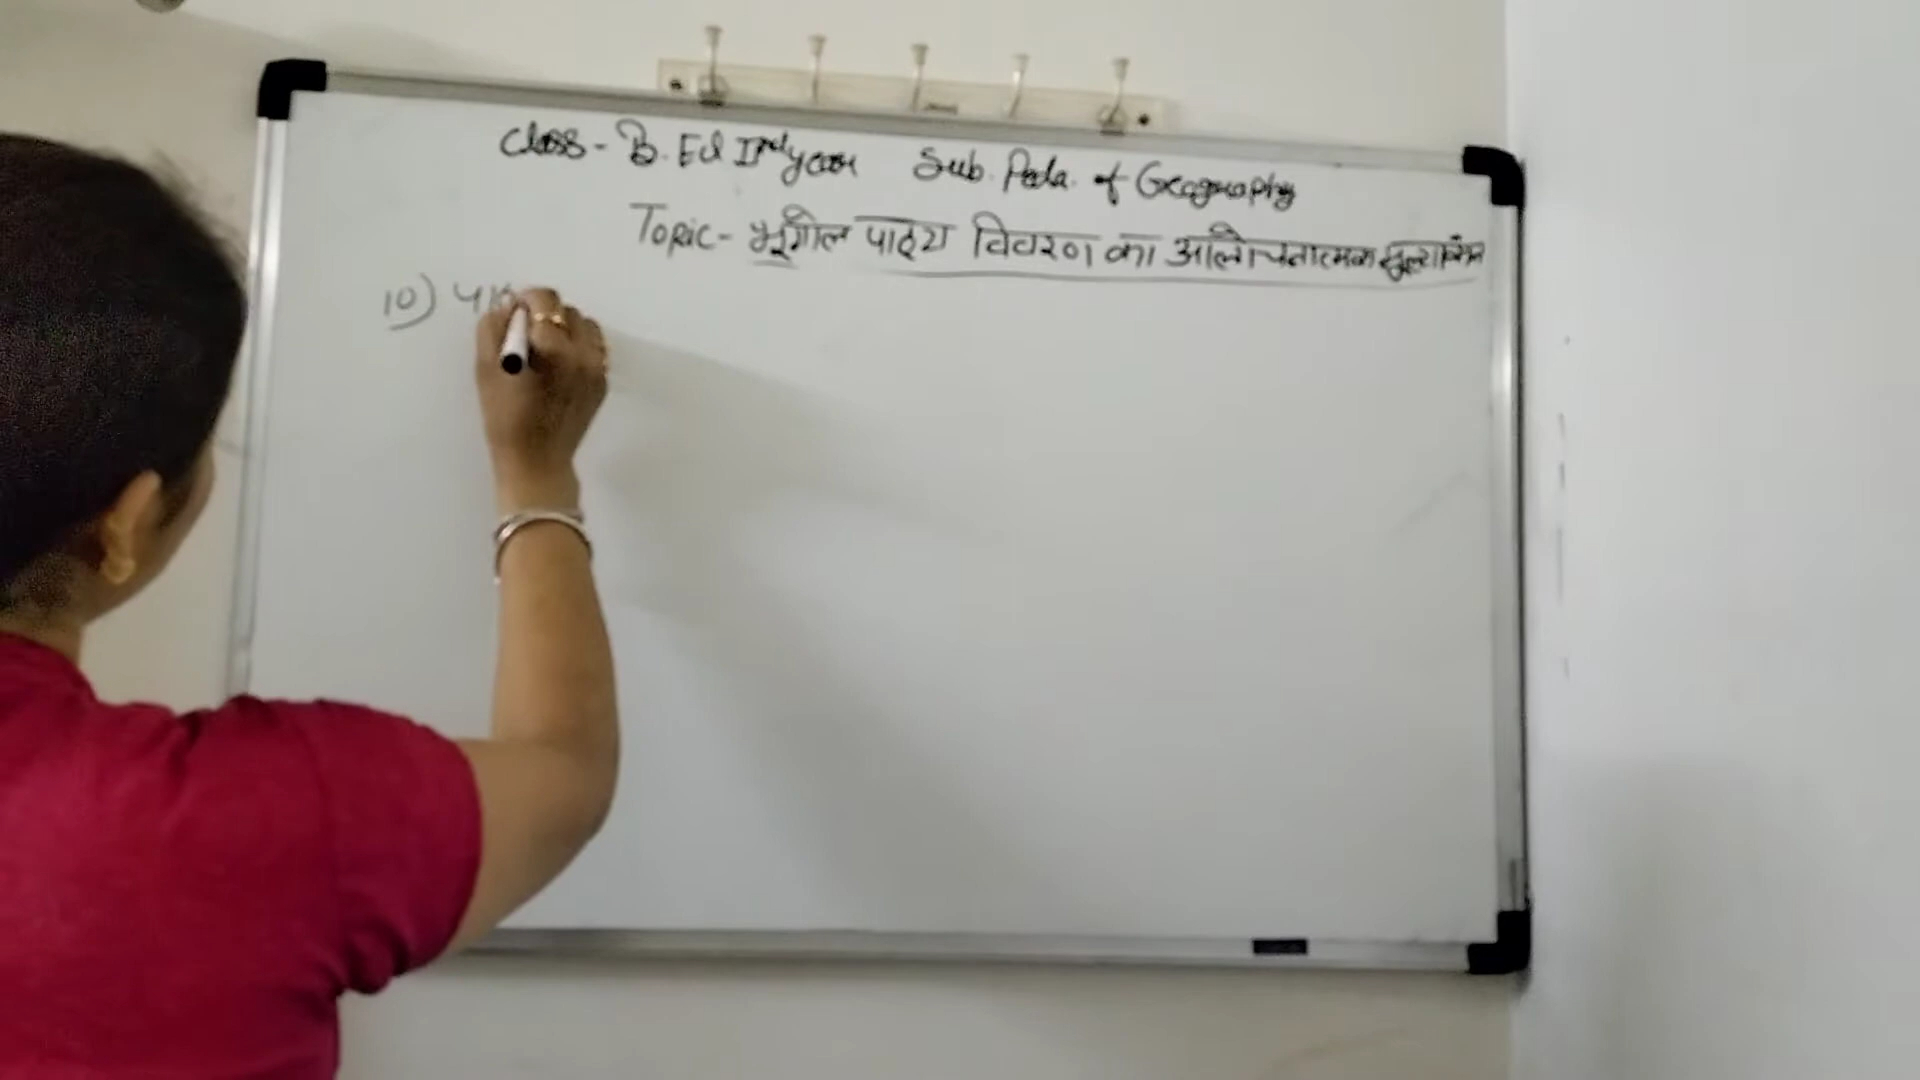 Class - B. Ed IInd year Sub. Peda. of Geography
Topic - भूगोल पाठ्य विवरण का आलोचनात्मक मूल्यांकन
10) पा